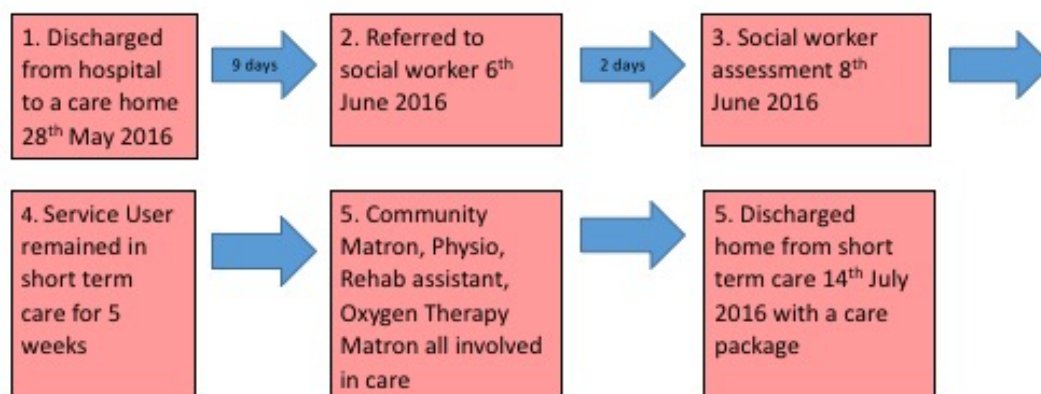 1. Discharged
from hospital
to a care home
28th May 2016
9 days
2. Referred to
social worker 6th
June 2016
2 days
3. Social worker
assessment 8th
June 2016
4. Service User
remained in
short term
care for 5
weeks
5. Community
Matron, Physio,
Rehab assistant,
Oxygen Therapy
Matron all involved
in care
5. Discharged
home from short
term care 14th July
2016 with a care
package